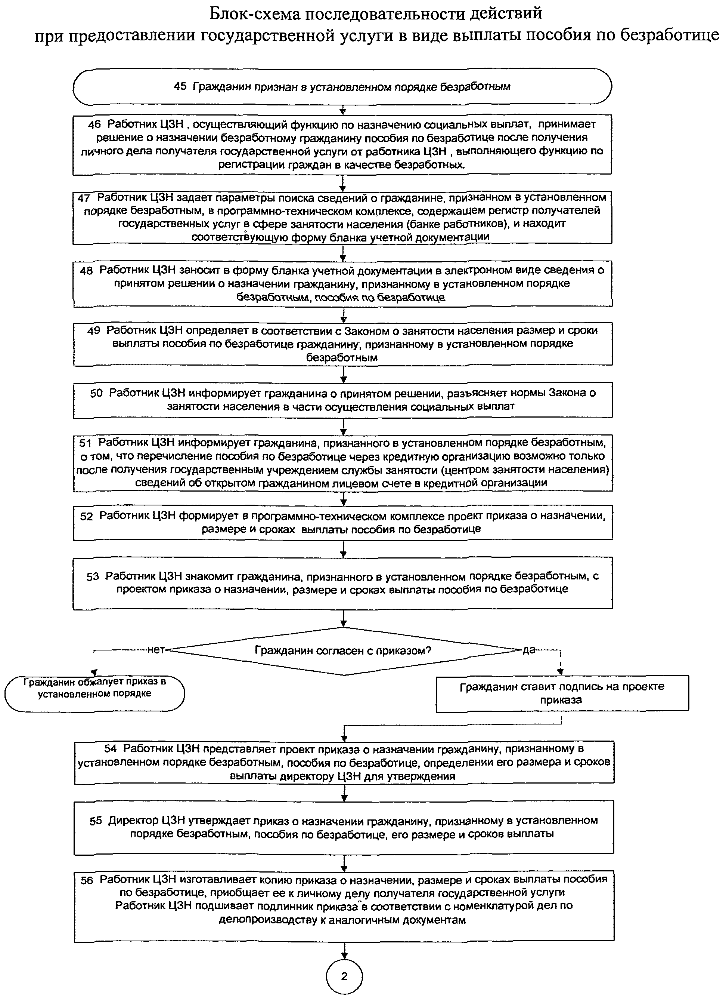 Блок-схема последовательности действий
при предоставлении государственной услуги в виде выплаты пособия по безработице
45 Гражданин признан в установленном порядке безработным
46 Работник ЦЗН , осуществляющий функцию по назначению социальных выплат, принимает
решение о назначении безработному гражданину пособия по безработице после получения
личного дела получателя государственной услуги от работника ЦЗН , выполняющего функцию по
регистрации граждан в качестве безработных.
47 Работник ЦЗН задает параметры поиска сведений о гражданине, признанном в установленном
порядке безработным, в программно-техническом комплексе, содержащем регистр получателей
государственных услуг в сфере занятости населения (банке работников), и находит
соответствующую форму бланка учетной документации
48 Работник ЦЗН заносит в форму бланка учетной документации в электронном виде сведения о
принятом решении о назначении гражданину, признанному в установленном порядке
безработным, пособия по безработице
49 Работник ЦЗН определяет в соответствии с Законом о занятости населения размер и сроки
выплаты пособия по безработице гражданину, признанному в установленном порядке
безработным
50 Работник ЦЗН информирует гражданина о принятом решении, разъясняет нормы Закона о
занятости населения в части осуществления социальных выплат
51 Работник ЦЗН информирует гражданина, признанного в установленном порядке безработным,
о том, что перечисление пособия по безработице через кредитную организацию возможно только
после получения государственным учреждением службы занятости (центром занятости населения)
сведений об открытом гражданином лицевом счете в кредитной организации
52 Работник ЦЗН формирует в программно-техническом комплексе проект приказа о назначении,
размере и сроках выплаты пособия по безработице
53 Работник ЦЗН знакомит гражданина, признанного в установленном порядке безработным, с
проектом приказа о назначении, размере и сроках выплаты пособия по безработице
нет
Гражданин согласен с приказом?
да
Гражданин обжалует приказ в
установленном порядке
Гражданин ставит подпись на проекте
приказа
54 Работник ЦЗН представляет проект приказа о назначении гражданину, признанному в
установленном порядке безработным, пособия по безработице, определении его размера и сроков
выплаты директору ЦЗН для утверждения
55 Директор ЦЗН утверждает приказ о назначении гражданину, признанному в установленном
порядке безработным, пособия по безработице, его размере и сроков выплаты
56 Работник ЦЗН изготавливает копию приказа о назначении, размере и сроках выплаты пособия
по безработице, приобщает ее к личному делу получателя государственной услуги
Работник ЦЗН подшивает подлинник приказа в соответствии с номенклатурой дел по
делопроизводству к аналогичным документам
2